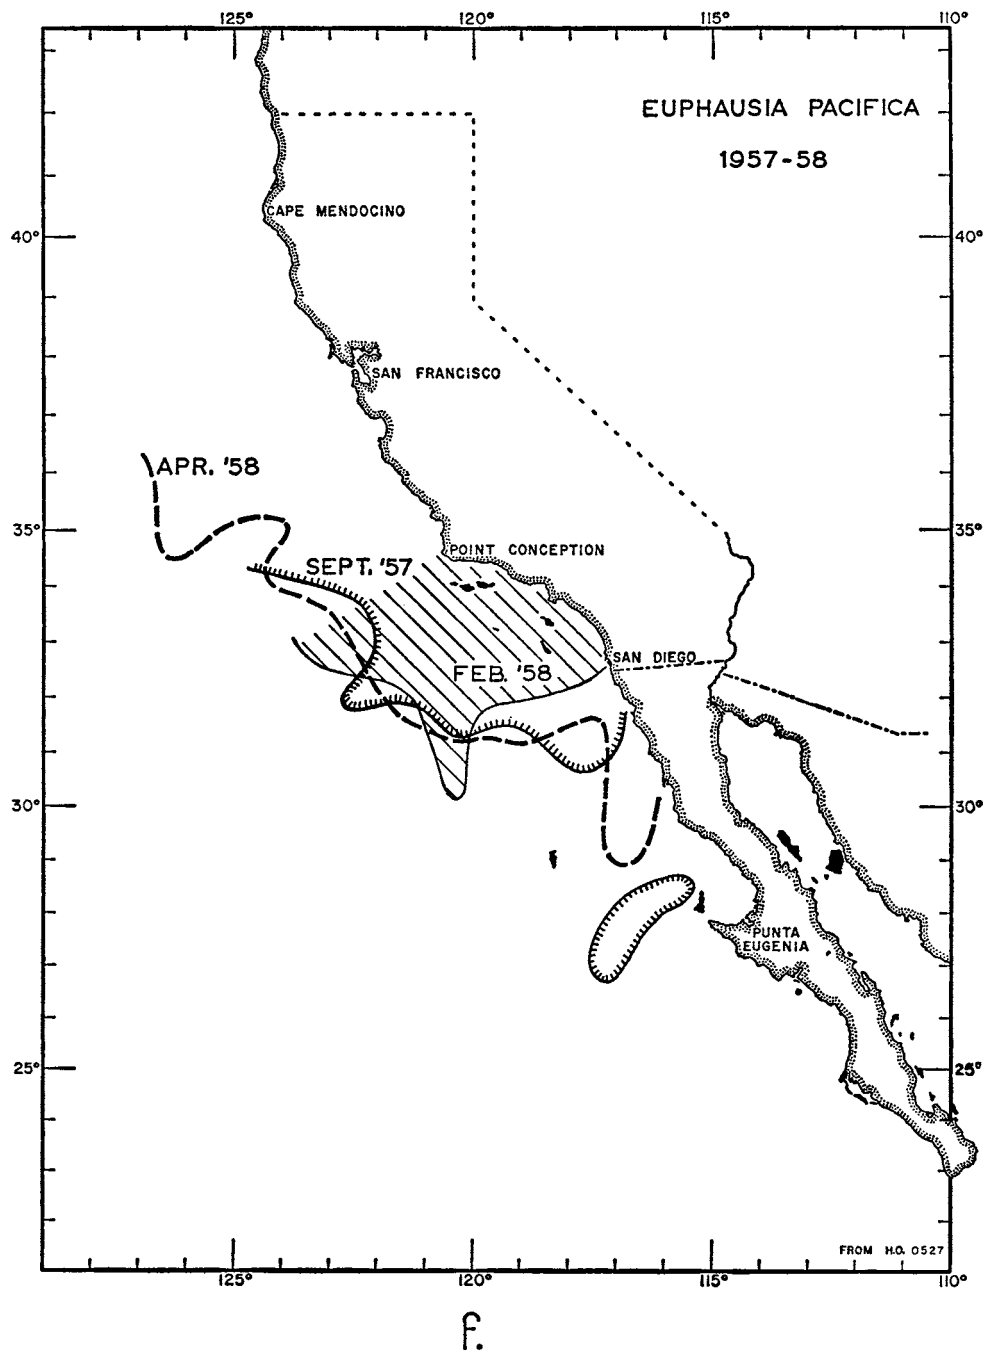 125° 120° 115° 110°
EUPHAUSIA PACIFICA
1957-58
CAPE MENDOCINO
40° 40°
SAN FRANCISCO
APR. '58
35° 35°
POINT CONCEPTION
SEPT. '57
SAN DIEGO
FEB. '58
30° 30°
PUNTA
EUGENIA
25° 25°
FROM H.O. 0527
125° 120° 115° 110°
f.